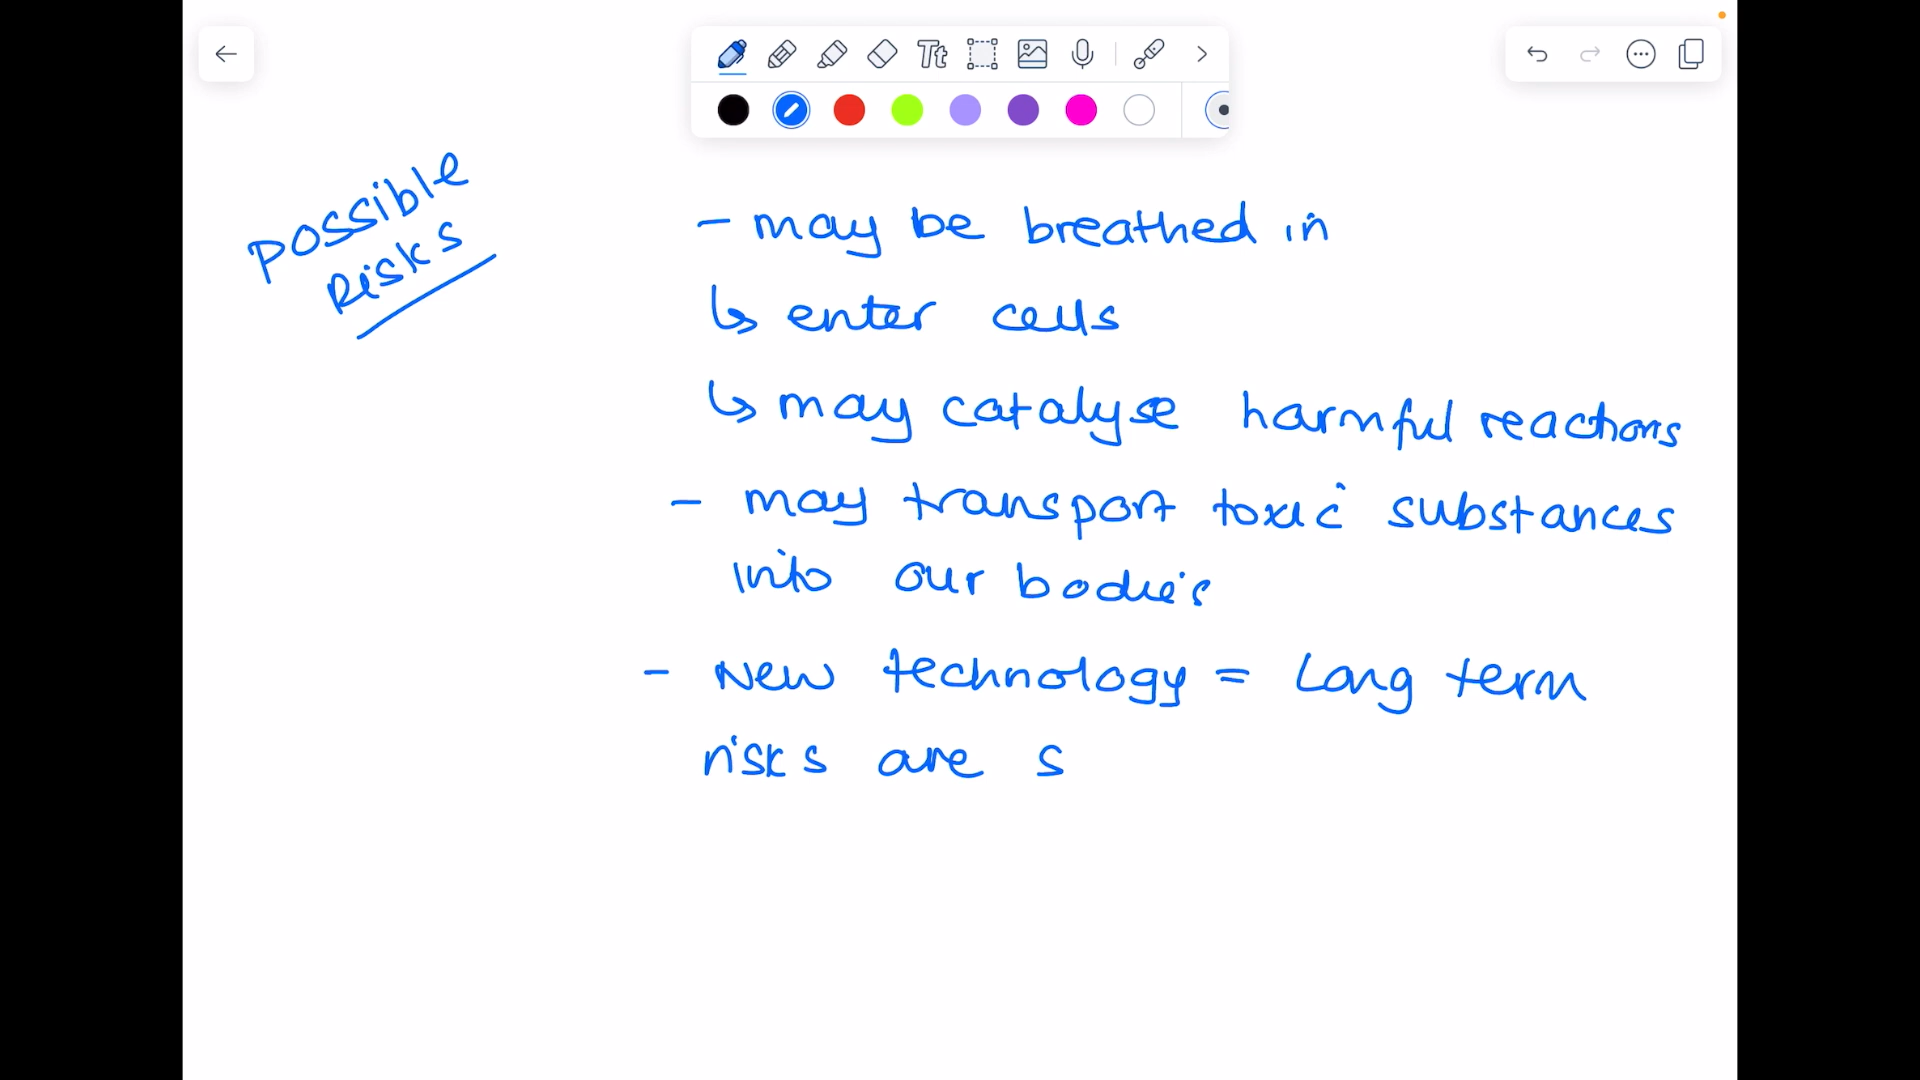 Possible
Risks
- may be breathed in
↳ enter cells
↳ may catalyse harmful reactions
- may transport toxic substances
into our bodies
- New technology = Long term
risks are s
Tt